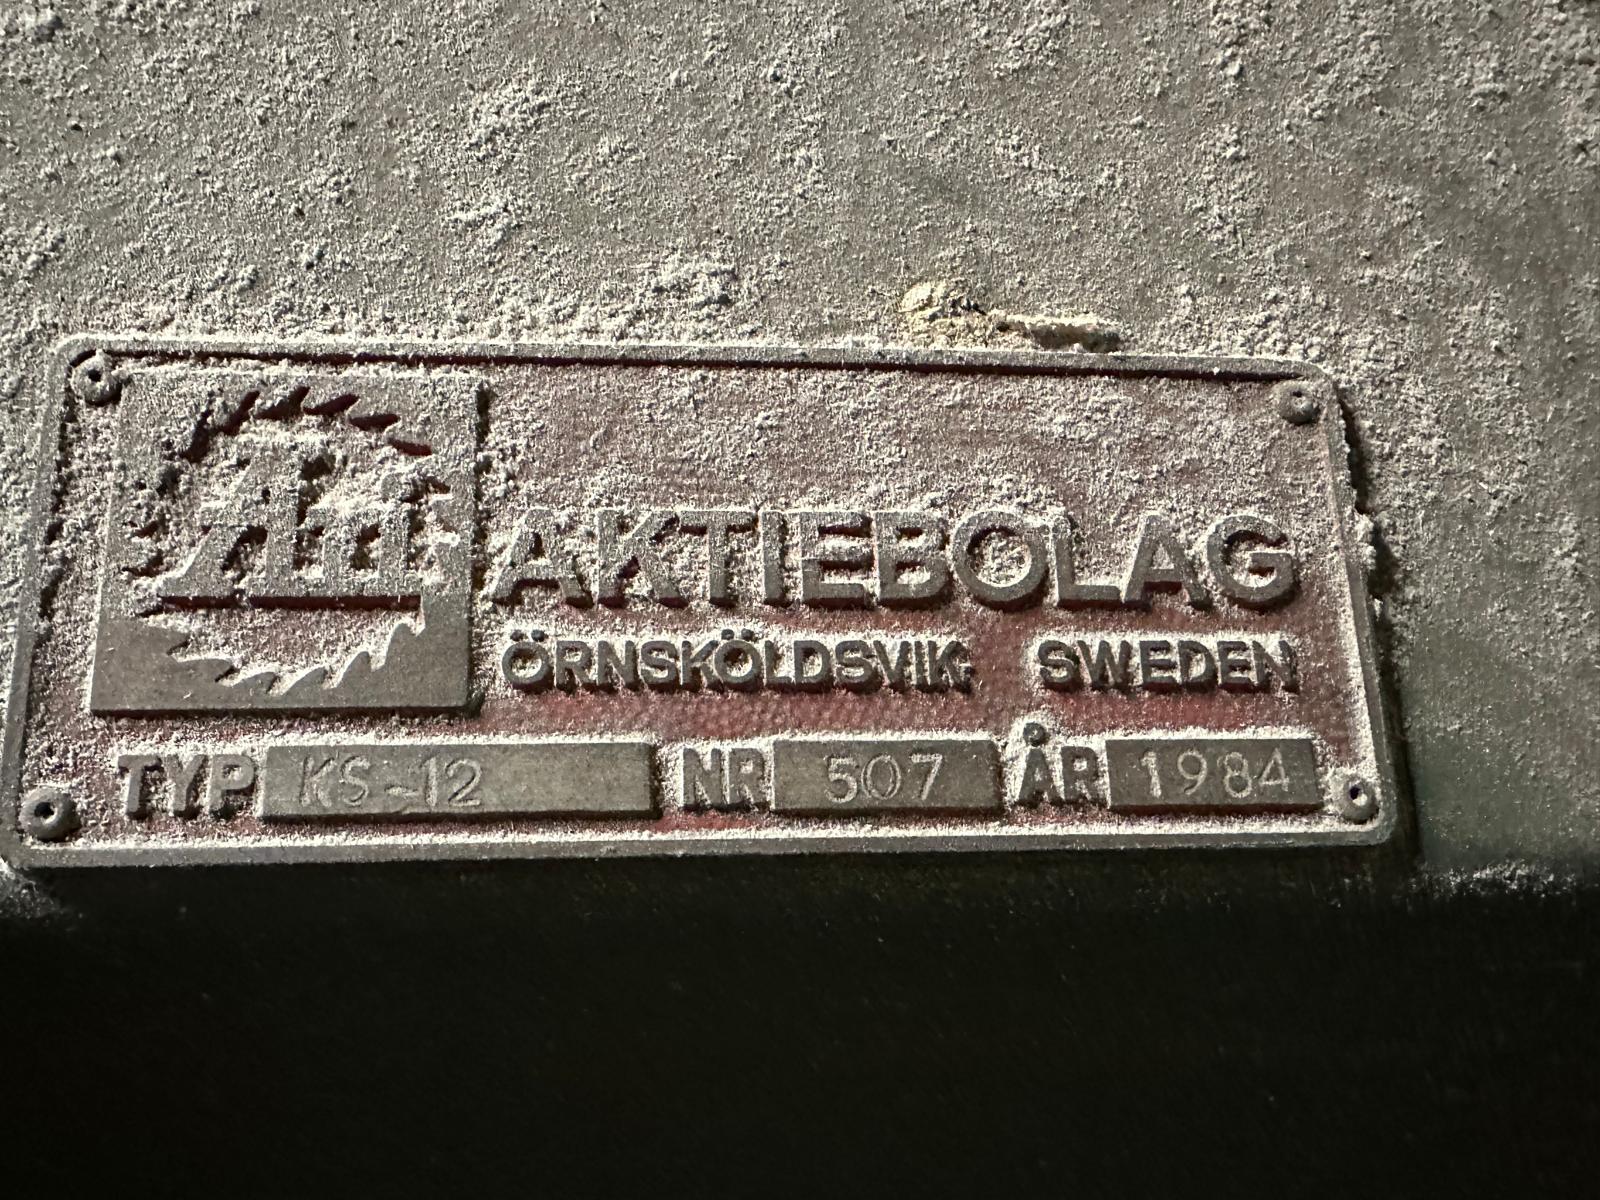 Ari
AKTIEBOLAG
ÖRNSKÖLDSVIK SWEDEN
TYP KS-12 NR 507 ÅR 1984